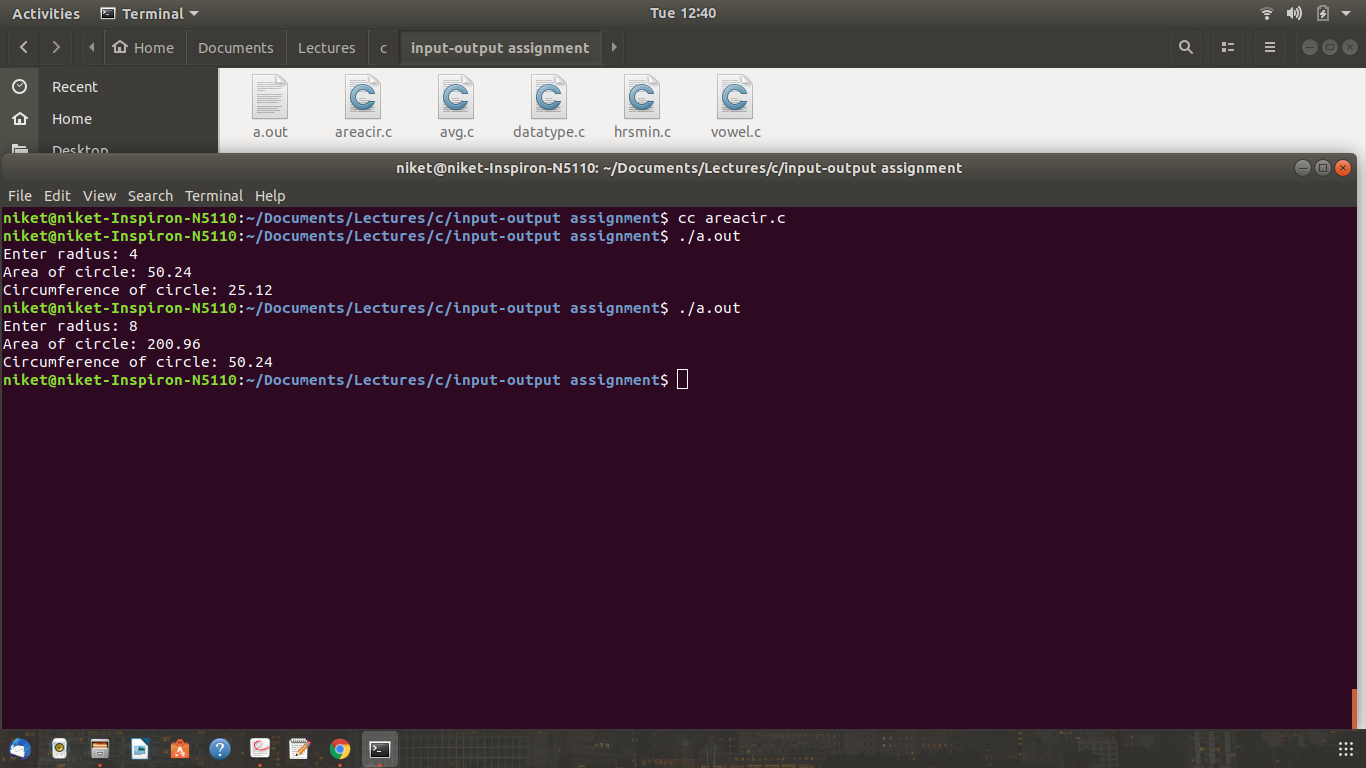 Activities Terminal Tue 12:40
Home Documents Lectures c input-output assignment
Recent
Home
Desktop
a.out areacir.c avg.c datatype.c hrsmin.c vowel.c
niket@niket-Inspiron-N5110: ~/Documents/Lectures/c/input-output assignment
File Edit View Search Terminal Help
niket@niket-Inspiron-N5110:~/Documents/Lectures/c/input-output assignment$ cc areacir.c
niket@niket-Inspiron-N5110:~/Documents/Lectures/c/input-output assignment$ ./a.out
Enter radius: 4
Area of circle: 50.24
Circumference of circle: 25.12
niket@niket-Inspiron-N5110:~/Documents/Lectures/c/input-output assignment$ ./a.out
Enter radius: 8
Area of circle: 200.96
Circumference of circle: 50.24
niket@niket-Inspiron-N5110:~/Documents/Lectures/c/input-output assignment$